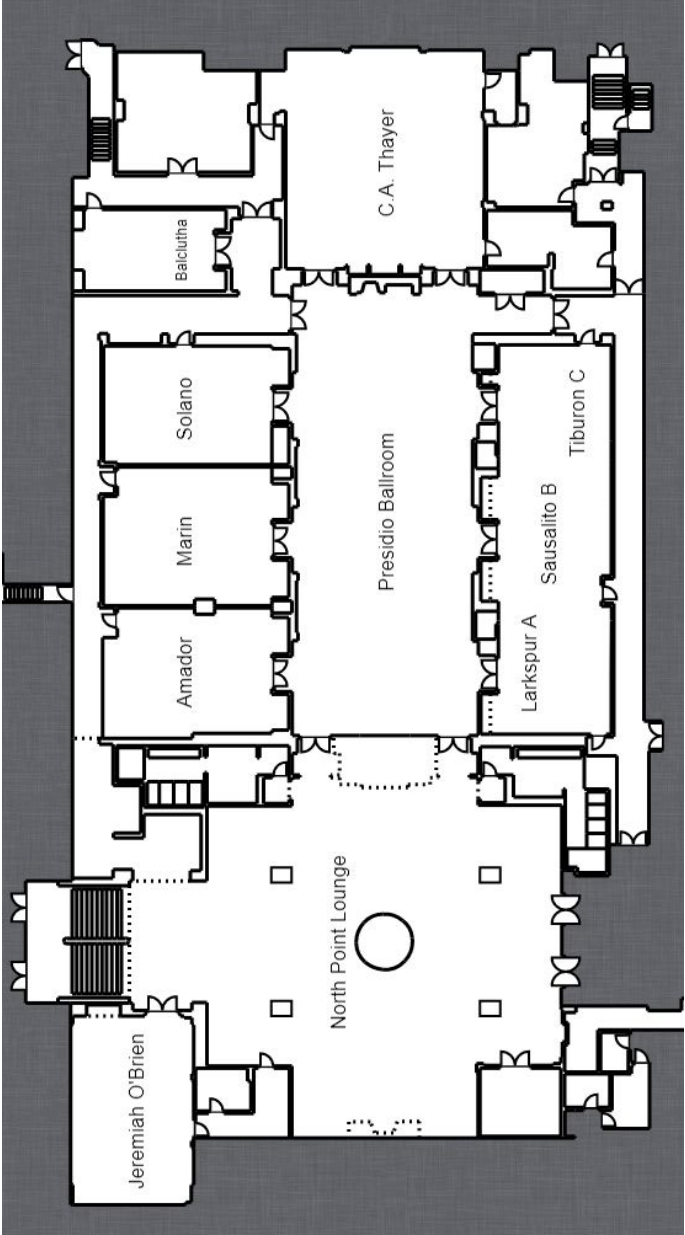 C.A. Thayer
Balclutha
Solano
Tiburon C
Marin
Presidio Ballroom
Sausalito B
Amador
Larkspur A
North Point Lounge
Jeremiah O'Brien